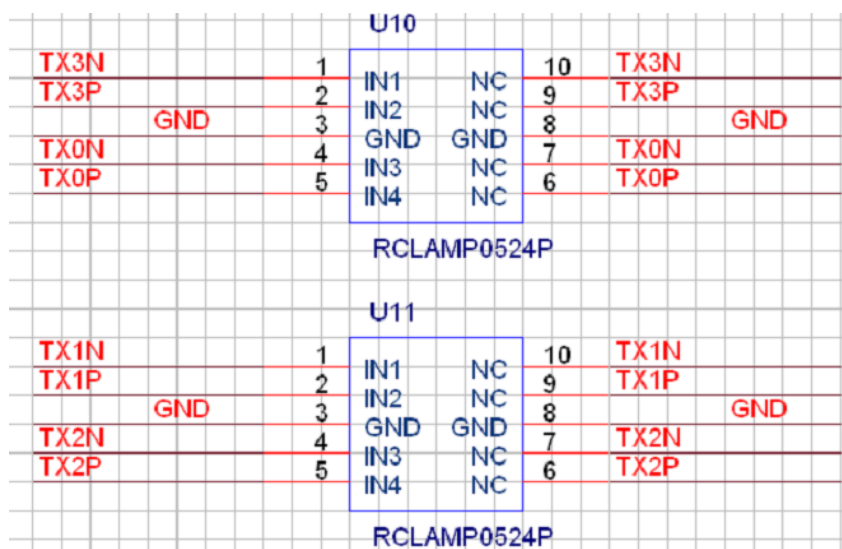 U10
TX3N 1 IN1 NC 10 TX3N
TX3P 2 IN2 NC 9 TX3P
GND 3 GND GND 8 GND
TX0N 4 IN3 NC 7 TX0N
TX0P 5 IN4 NC 6 TX0P
RCLAMP0524P
U11
TX1N 1 IN1 NC 10 TX1N
TX1P 2 IN2 NC 9 TX1P
GND 3 GND GND 8 GND
TX2N 4 IN3 NC 7 TX2N
TX2P 5 IN4 NC 6 TX2P
RCLAMP0524P